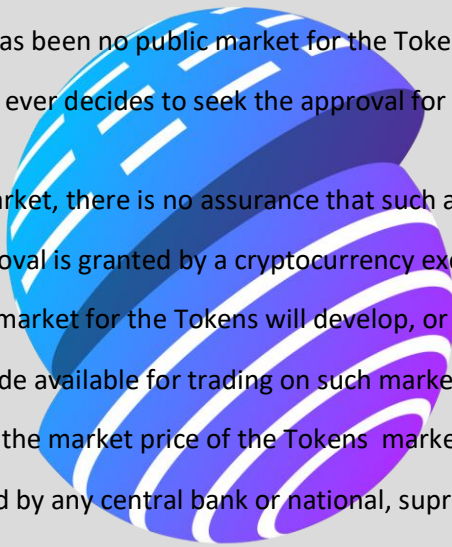 as been no public market for the Toke
ever decides to seek the approval for
rket, there is no assurance that such a
oval is granted by a cryptocurrency exc
market for the Tokens will develop, or
de available for trading on such marke
the market price of the Tokens  marke
d by any central bank or national, supr